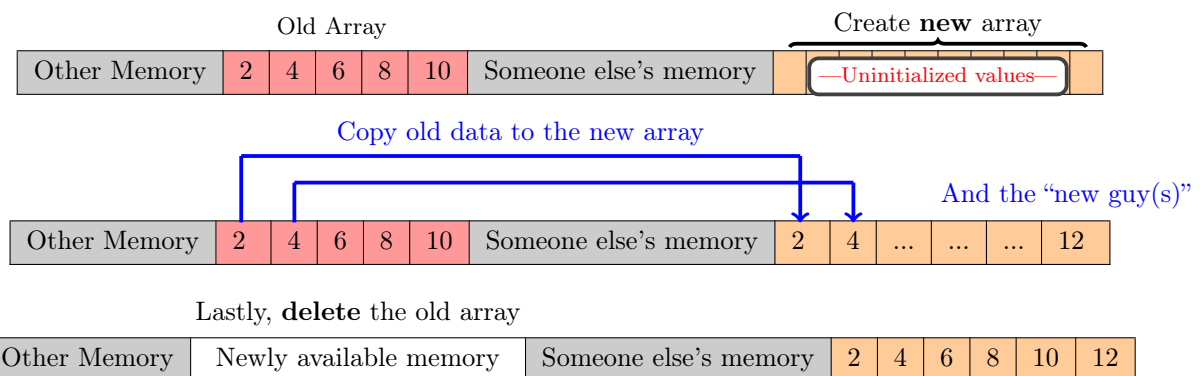 Old Array
Create new array
Other Memory 2 4 6 8 10 Someone else's memory —Uninitialized values—
Copy old data to the new array
And the “new guy(s)”
Other Memory 2 4 6 8 10 Someone else's memory 2 4 ... ... ... 12
Lastly, delete the old array
Other Memory Newly available memory Someone else's memory 2 4 6 8 10 12